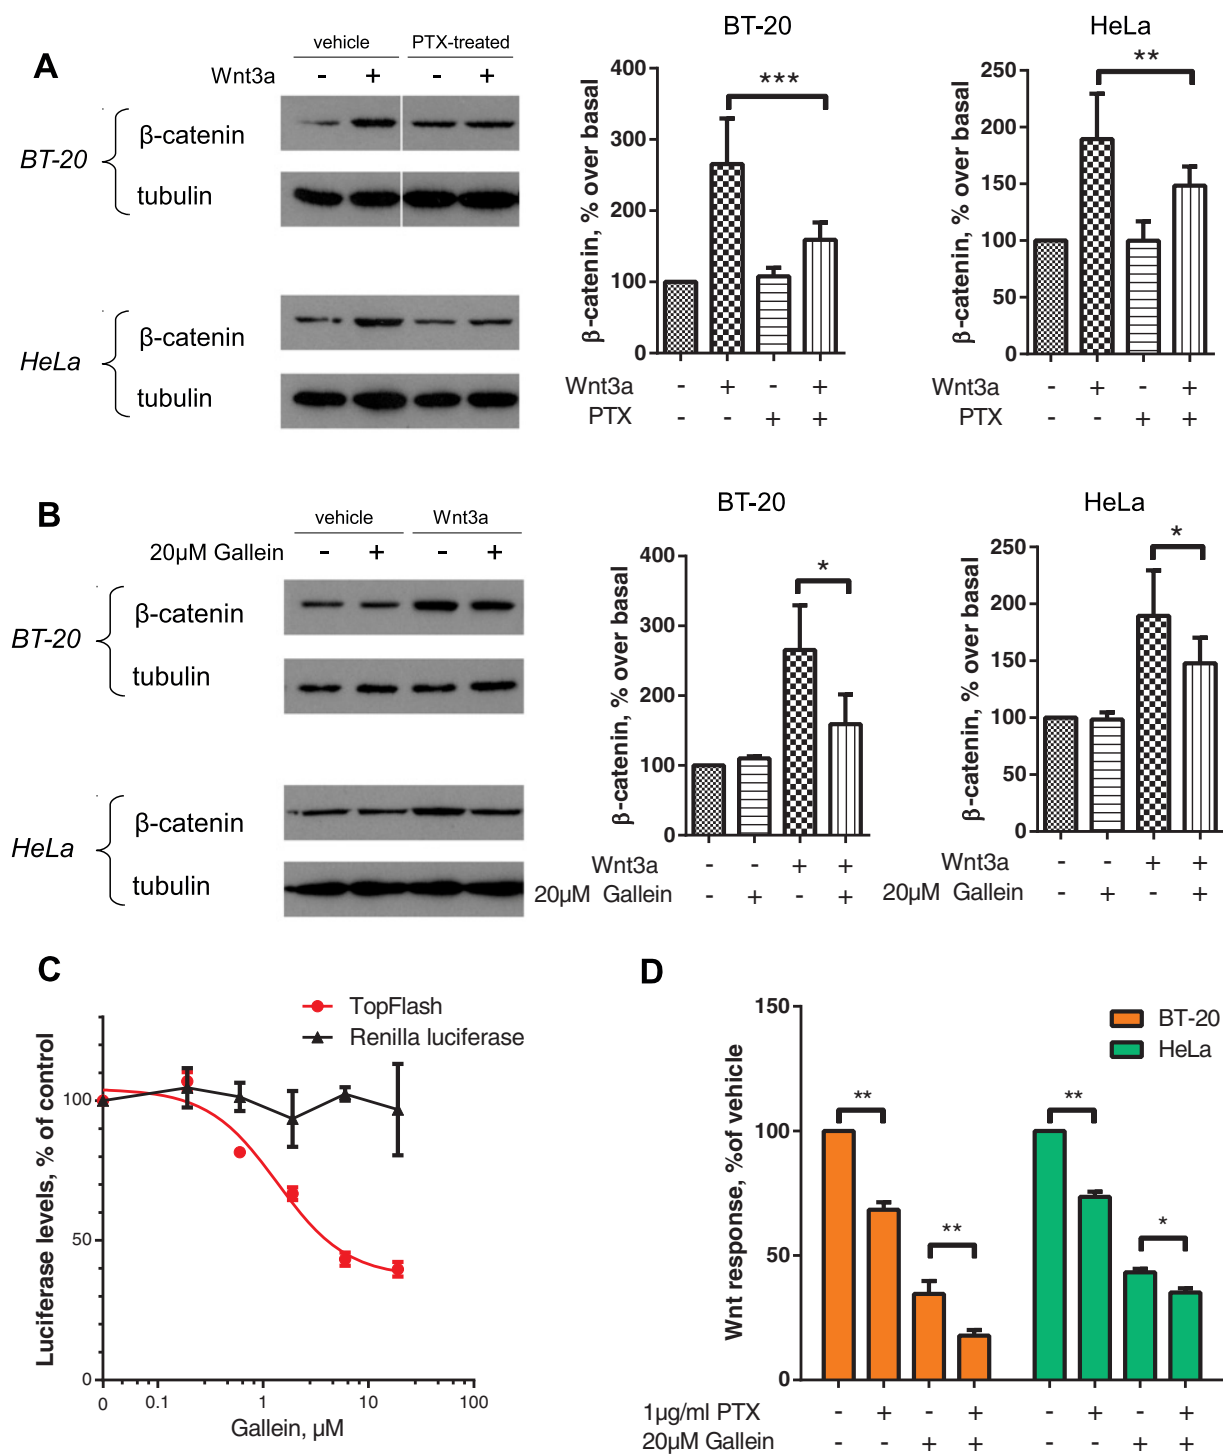 A
vehicle PTX-treated
Wnt3a - + - +
BT-20
β-catenin
tubulin
HeLa
β-catenin
tubulin
BT-20
β-catenin, % over basal
400
300
200
100
0
***
Wnt3a - + - +
PTX - - + +
HeLa
β-catenin, % over basal
250
200
150
100
50
0
**
Wnt3a - + - +
PTX - - + +
B
vehicle Wnt3a
20µM Gallein - + - +
BT-20
β-catenin
tubulin
HeLa
β-catenin
tubulin
BT-20
β-catenin, % over basal
400
300
200
100
0
*
Wnt3a - - + +
20µM Gallein - + - +
HeLa
β-catenin, % over basal
250
200
150
100
50
0
*
Wnt3a - - + +
20µM Gallein - + - +
C
TopFlash
Renilla luciferase
Luciferase levels, % of control
100
50
0
0 0.1 1 10 100
Gallein, µM
D
BT-20
HeLa
Wnt response, %of vehicle
150
100
50
0
** ** ** *
1µg/ml PTX - + - + - + - +
20µM Gallein - - + + - - + +